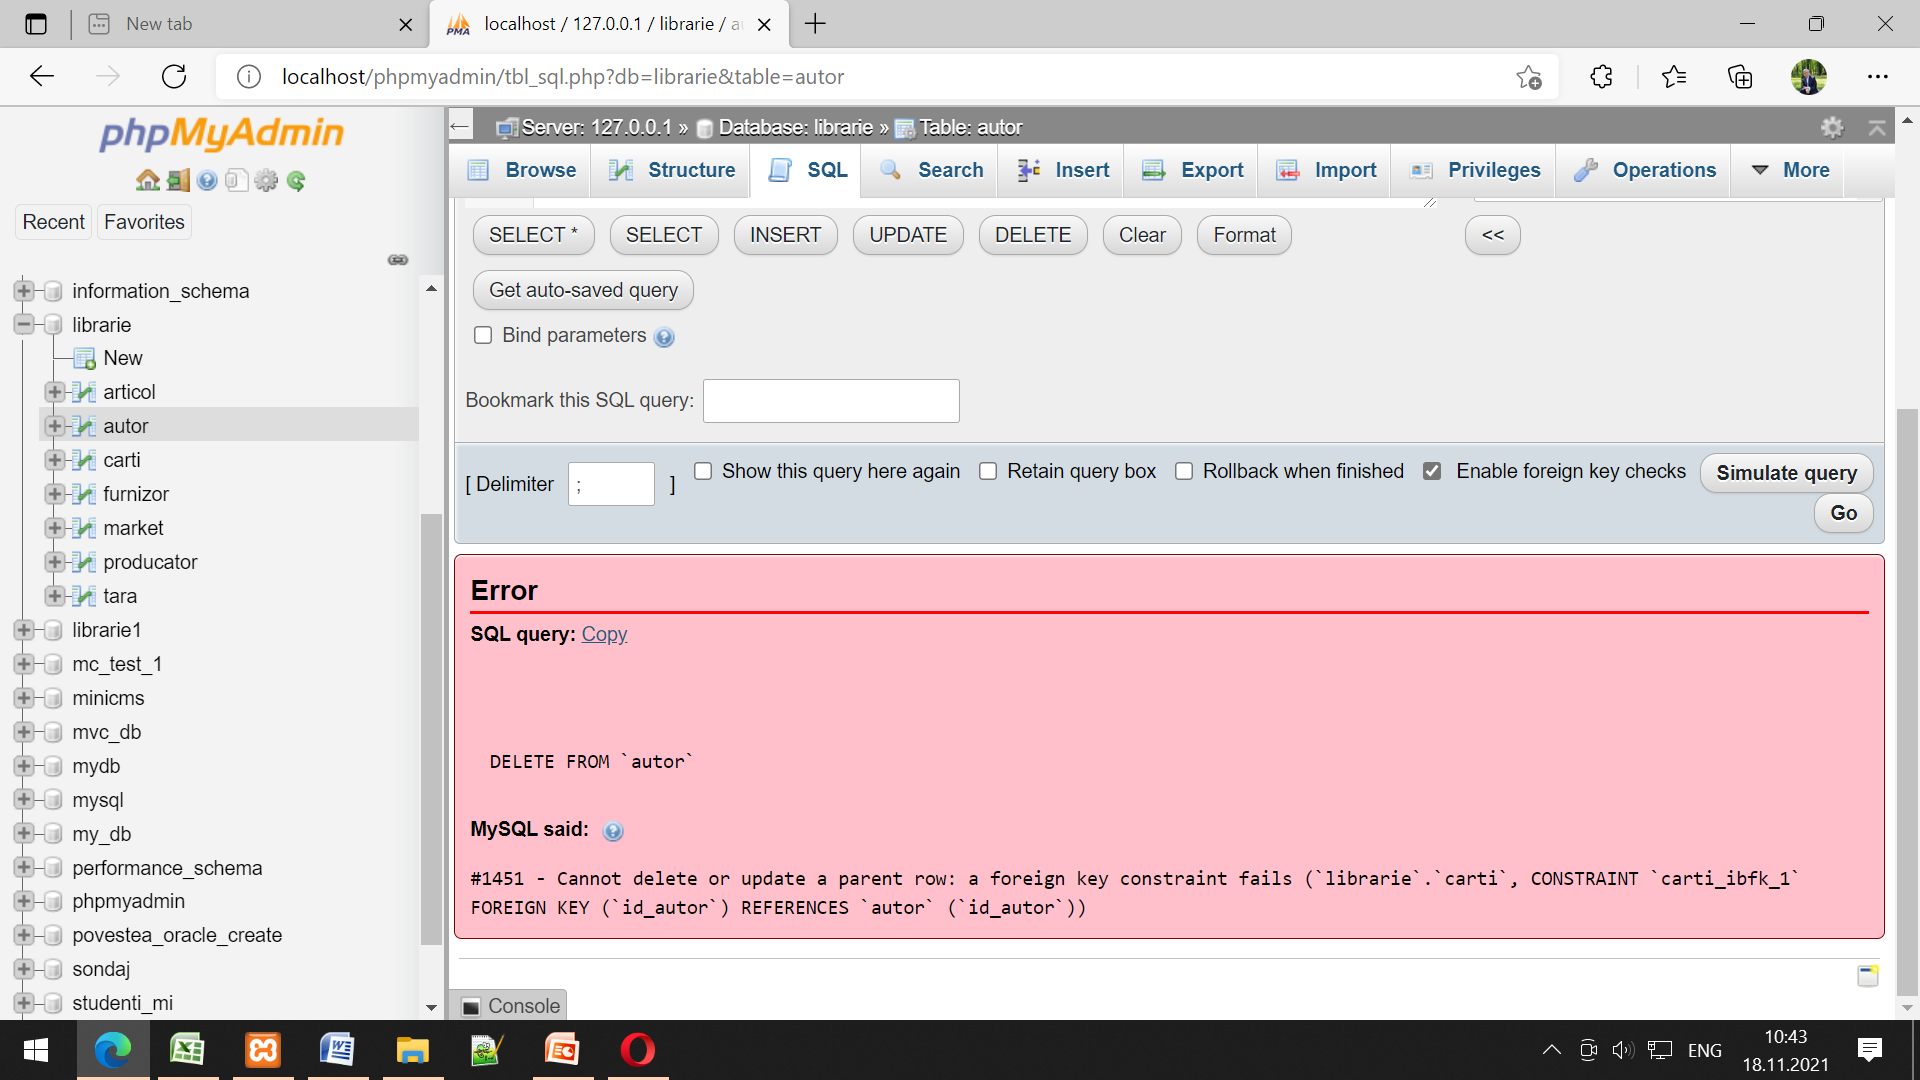 New tab
localhost / 127.0.0.1 / librarie / a
localhost/phpmyadmin/tbl_sql.php?db=librarie&table=autor
phpMyAdmin
Recent
Favorites
information_schema
librarie
New
articol
autor
carti
furnizor
market
producator
tara
librarie1
mc_test_1
minicms
mvc_db
mydb
mysql
my_db
performance_schema
phpmyadmin
povestea_oracle_create
sondaj
studenti_mi
Server: 127.0.0.1 » Database: librarie » Table: autor
Browse Structure SQL Search Insert Export Import Privileges Operations More
SELECT * SELECT INSERT UPDATE DELETE Clear Format <<
Get auto-saved query
Bind parameters
Bookmark this SQL query:
[ Delimiter ; ] Show this query here again Retain query box Rollback when finished Enable foreign key checks Simulate query
Go
Error
SQL query: Copy
DELETE FROM `autor`
MySQL said:
#1451 - Cannot delete or update a parent row: a foreign key constraint fails (`librarie`.`carti`, CONSTRAINT `carti_ibfk_1`
FOREIGN KEY (`id_autor`) REFERENCES `autor` (`id_autor`))
Console
ENG
10:43
18.11.2021